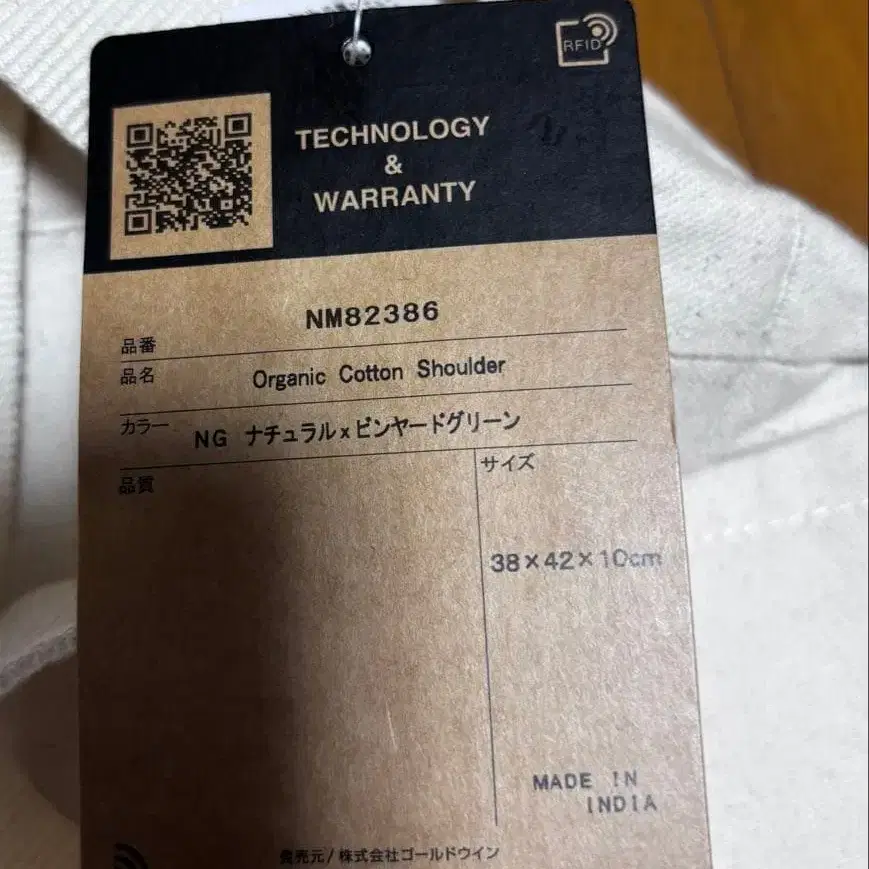 RFID
TECHNOLOGY
&
WARRANTY
品番 NM82386
品名 Organic Cotton Shoulder
カラー NG ナチュラル×ビンヤードグリーン
品質
サイズ
38×42×10cm
MADE IN
INDIA
発売元/株式会社ゴールドウイン